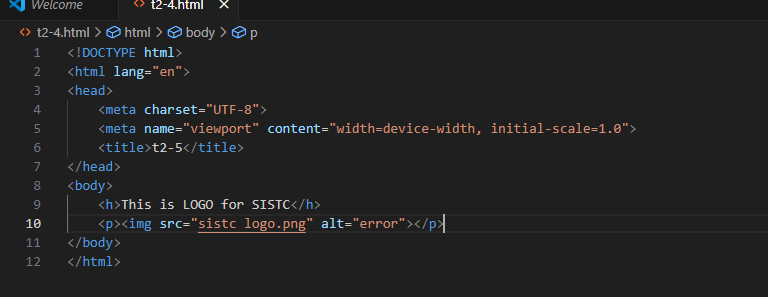 Welcome
t2-4.html
t2-4.html > html > body > p
1 <!DOCTYPE html>
2 <html lang="en">
3 <head>
4 <meta charset="UTF-8">
5 <meta name="viewport" content="width=device-width, initial-scale=1.0">
6 <title>t2-5</title>
7 </head>
8 <body>
9 <h>This is LOGO for SISTC</h>
10 <p><img src="sistc logo.png" alt="error"></p>
11 </body>
12 </html>